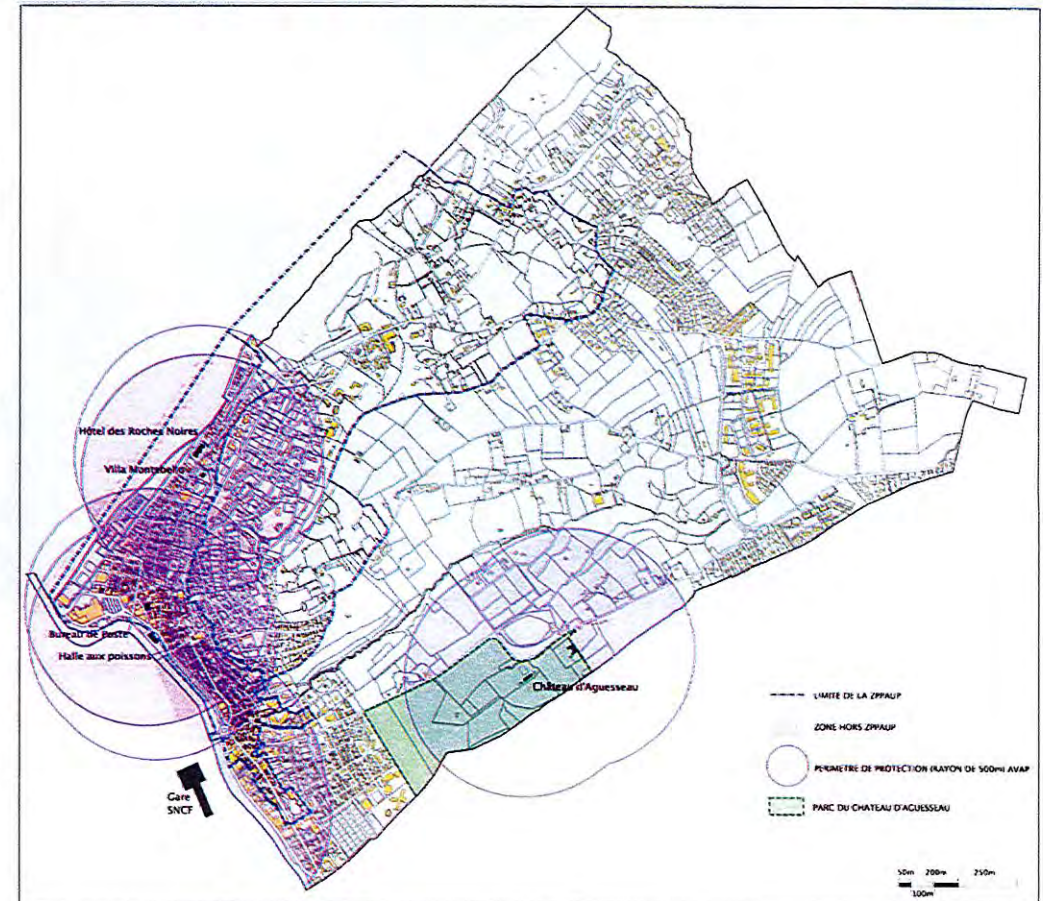 Hôtel des Roches Noires
Villa Montebello
Bureau de Poste
Halle aux poissons
Château d'Aguesseau
Gare
SNCF
LIMITE DE LA ZPPAUP
ZONE HORS ZPPAUP
PERIMETRE DE PROTECTION (RAYON DE 500m) AVAP
PARC DU CHATEAU D'AGUESSEAU
50m 200m 250m
100m